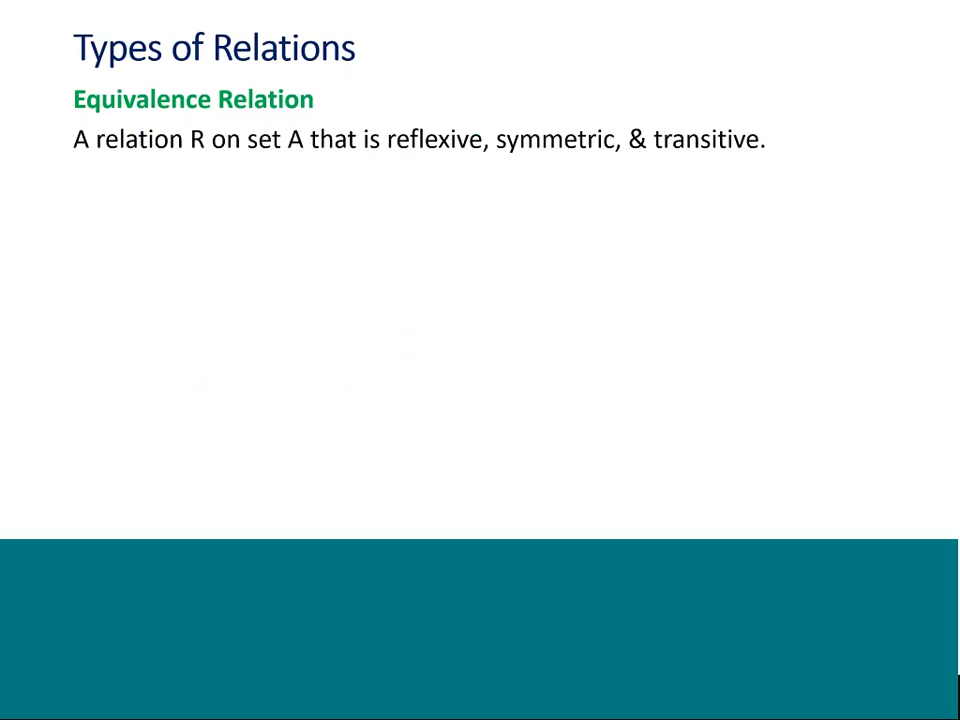 Types of Relations
Equivalence Relation
A relation R on set A that is reflexive, symmetric, & transitive.